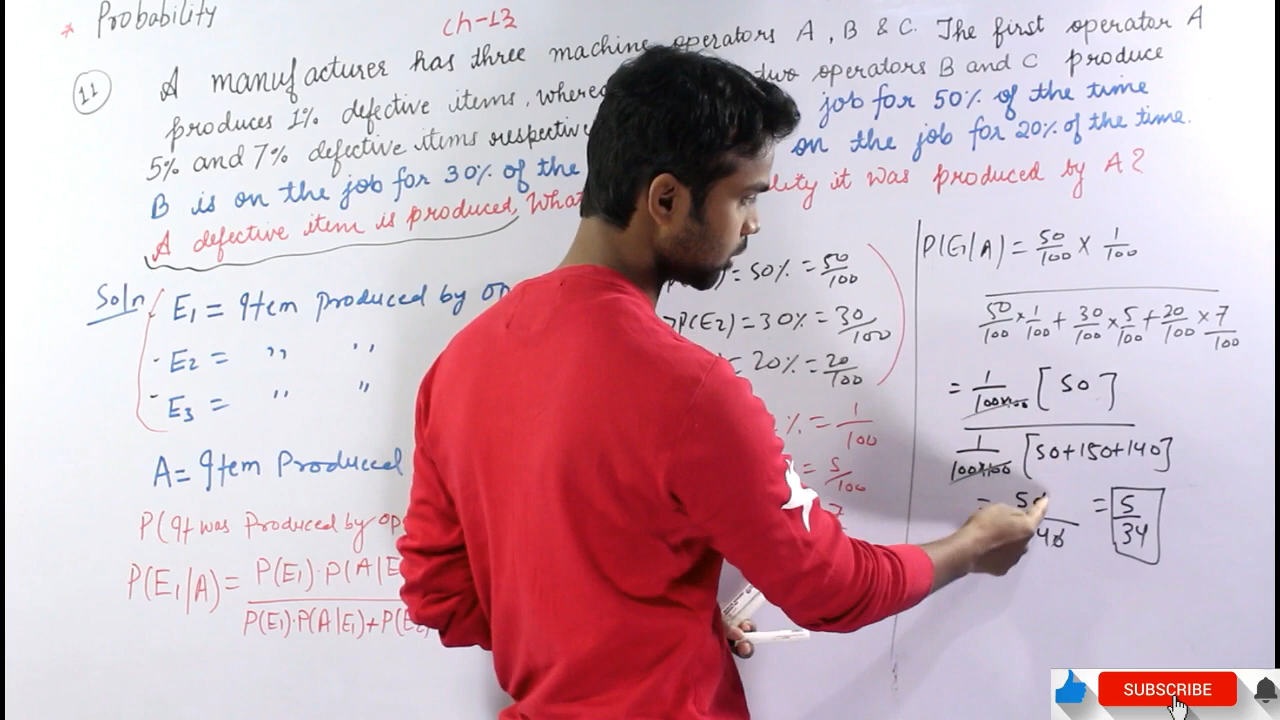 * Probability
ch-13
11 A manufacturer has three machine operators A, B & C. The first operator A
produces 1% defective items, two operators B and C produce
5% and 7% defective items job for 50% of the time
B is on the job for 30% of the on the job for 20% of the time.
A defective item is produced, it was produced by A?
Soln E1 = Item produced by
E2 = " "
E3 = " "
A = Item Produced
P(It was Produced by
P(E1|A) = P(E1)·P(A|
P(E1)·P(A|E1)+P(
= 50% = 50/100
P(E2) = 30% = 30/100
= 20% = 20/100
% = 1/100
= 5/100
7
P(E1|A) = 50/100 × 1/100
50/100 × 1/100 + 30/100 × 5/100 + 20/100 × 7/100
= 1/100×100 [50]
1/100×100 [50+150+140]
= = 5/34
SUBSCRIBE